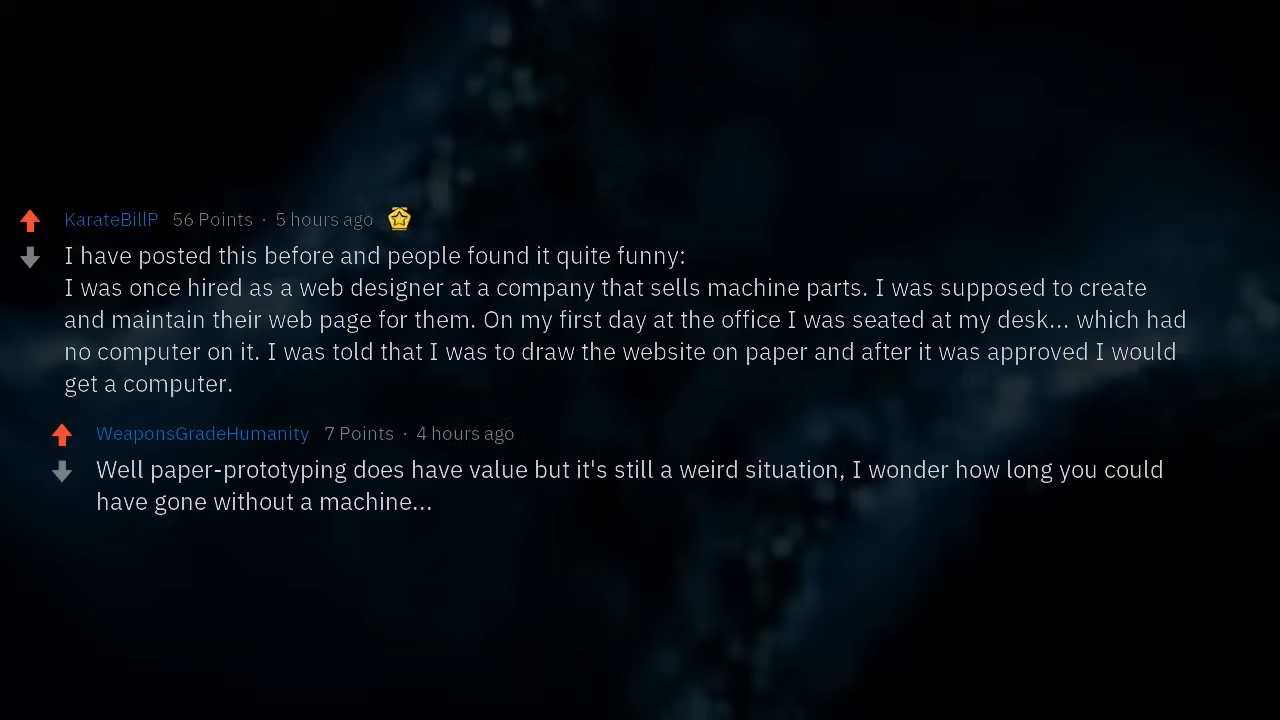 KarateBillP 56 Points · 5 hours ago
I have posted this before and people found it quite funny:
I was once hired as a web designer at a company that sells machine parts. I was supposed to create
and maintain their web page for them. On my first day at the office I was seated at my desk... which had
no computer on it. I was told that I was to draw the website on paper and after it was approved I would
get a computer.
WeaponsGradeHumanity 7 Points · 4 hours ago
Well paper-prototyping does have value but it's still a weird situation, I wonder how long you could
have gone without a machine...